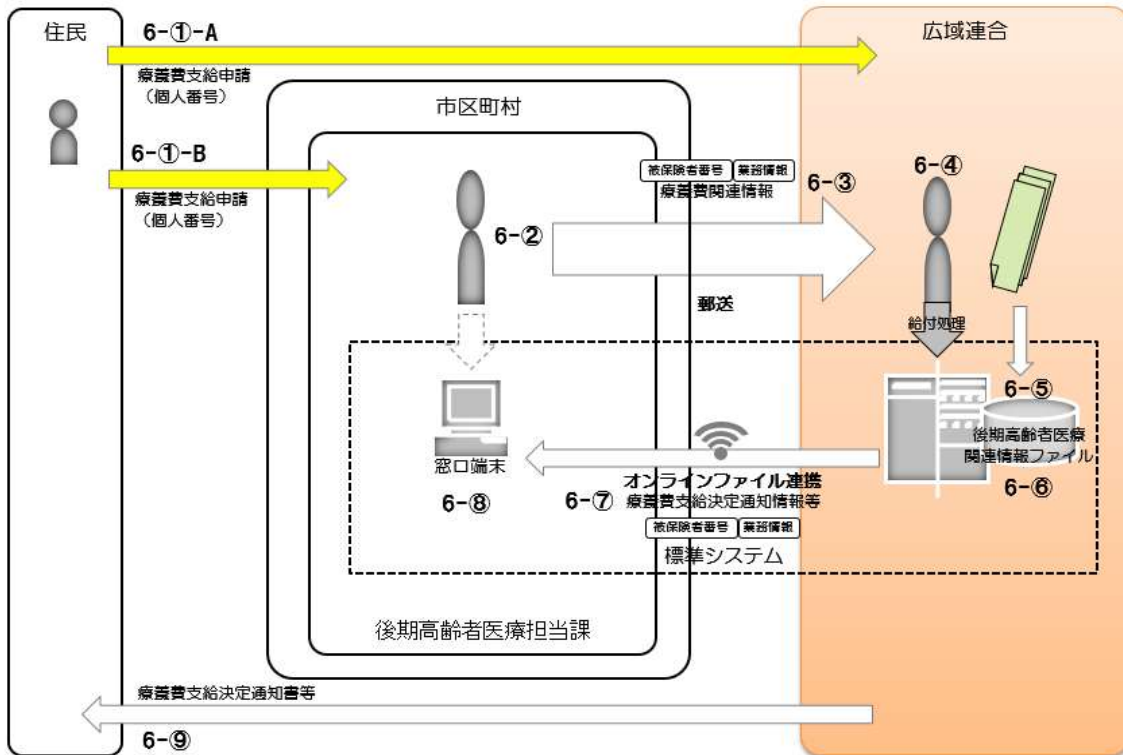 住民
6-①-A
広域連合
療養費支給申請
(個人番号)
市区町村
6-①-B
療養費支給申請
(個人番号)
被保険者番号 業務情報
療養費関連情報
6-③
6-④
6-②
郵送
給付処理
6-⑤
後期高齢者医療
関連情報ファイル
6-⑥
窓口端末
6-⑧
オンラインファイル連携
6-⑦ 療養費支給決定通知情報等
被保険者番号 業務情報
標準システム
後期高齢者医療担当課
療養費支給決定通知書等
6-⑨